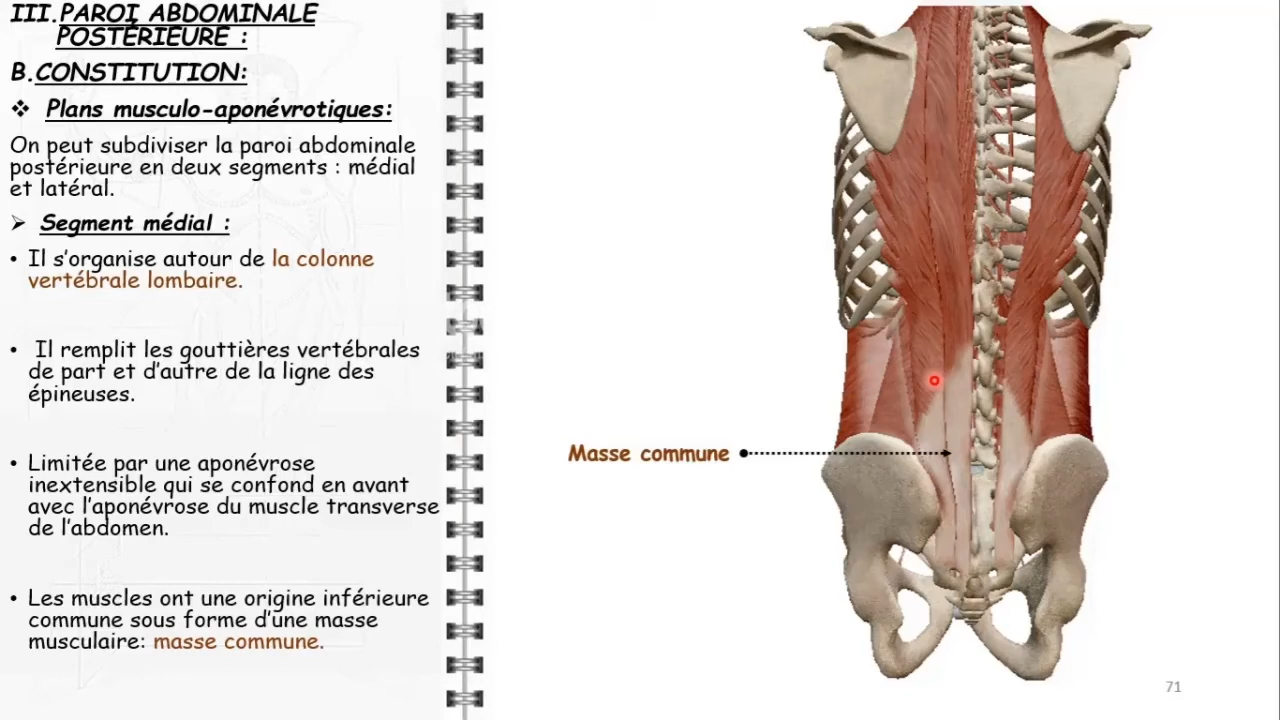 III.PAROI ABDOMINALE
POSTÉRIEURE :
B.CONSTITUTION:
❖ Plans musculo-aponévrotiques:
On peut subdiviser la paroi abdominale
postérieure en deux segments : médial
et latéral.
➢ Segment médial :
• Il s’organise autour de la colonne
vertébrale lombaire.
• Il remplit les gouttières vertébrales
de part et d’autre de la ligne des
épineuses.
• Limitée par une aponévrose
inextensible qui se confond en avant
avec l’aponévrose du muscle transverse
de l’abdomen.
• Les muscles ont une origine inférieure
commune sous forme d’une masse
musculaire: masse commune.
Masse commune
71